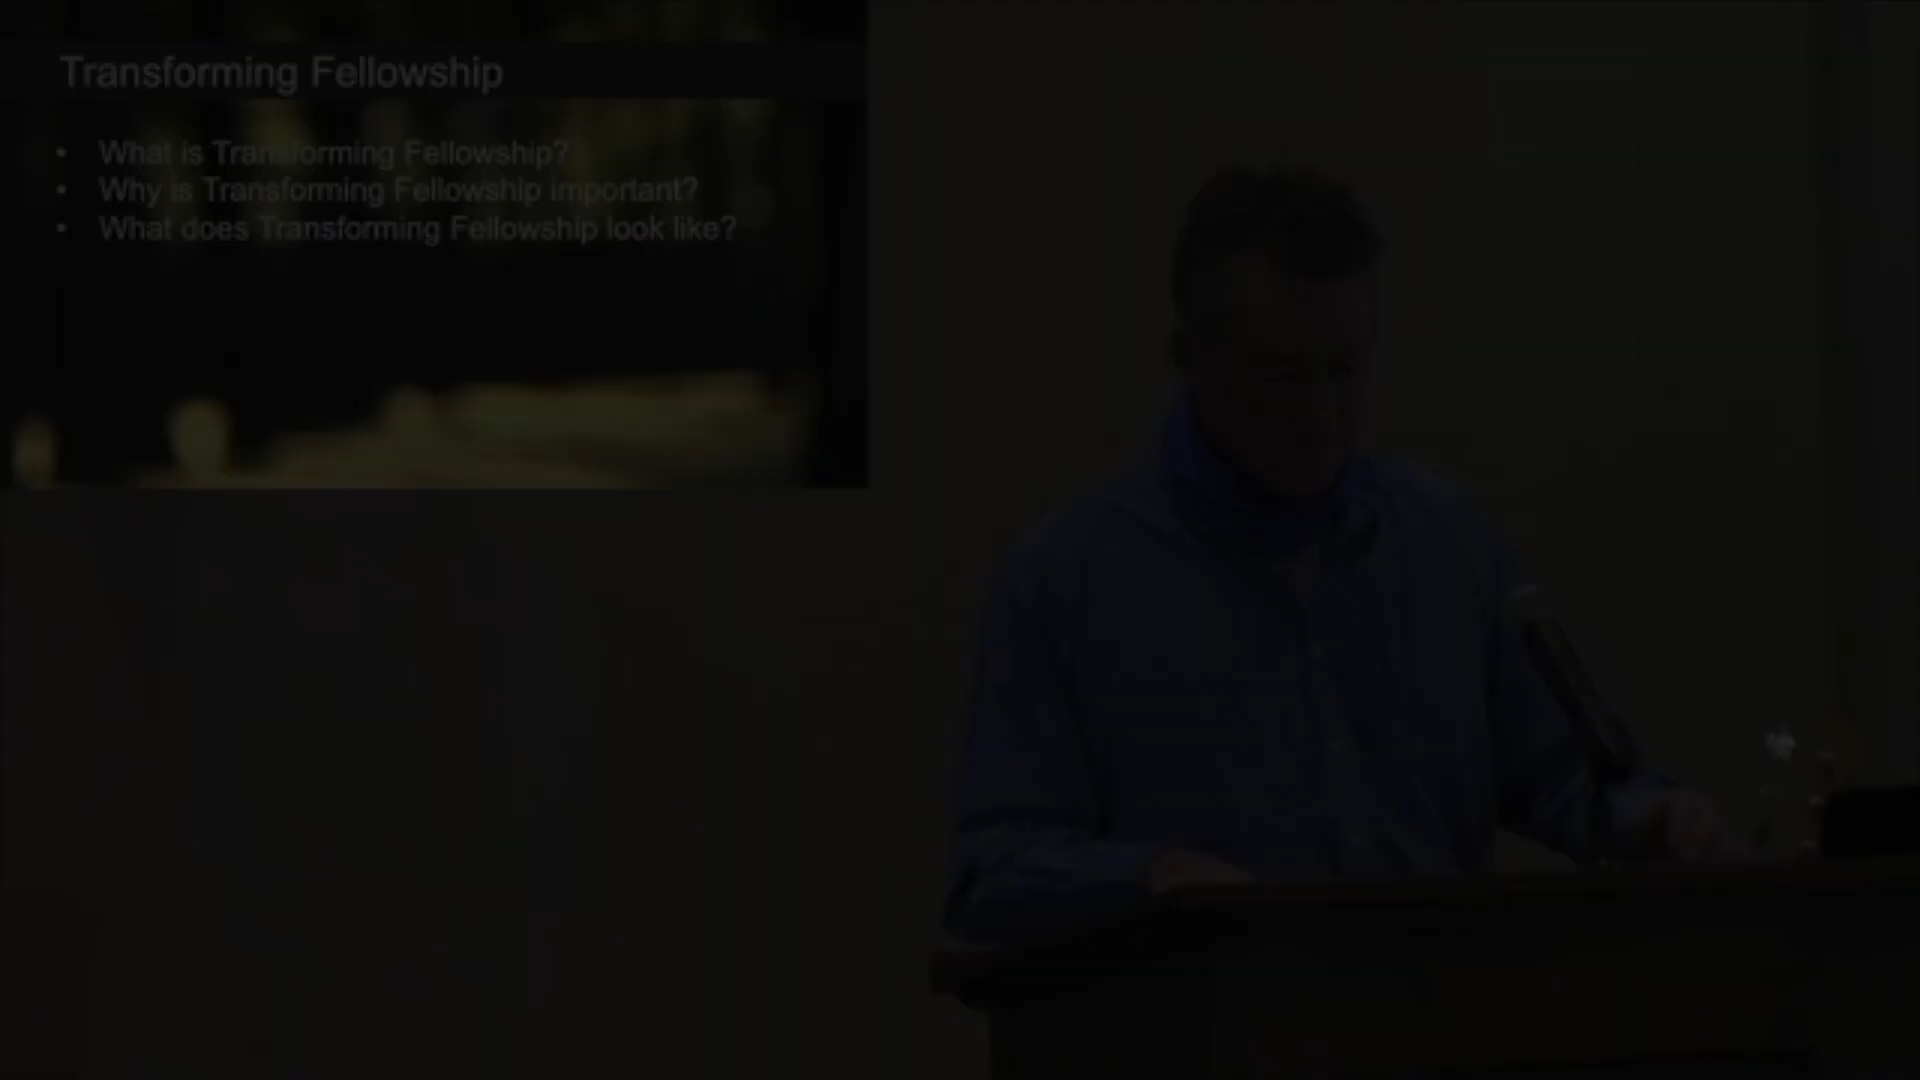 Transforming Fellowship
• What is Transforming Fellowship?
• Why is Transforming Fellowship important?
• What does Transforming Fellowship look like?